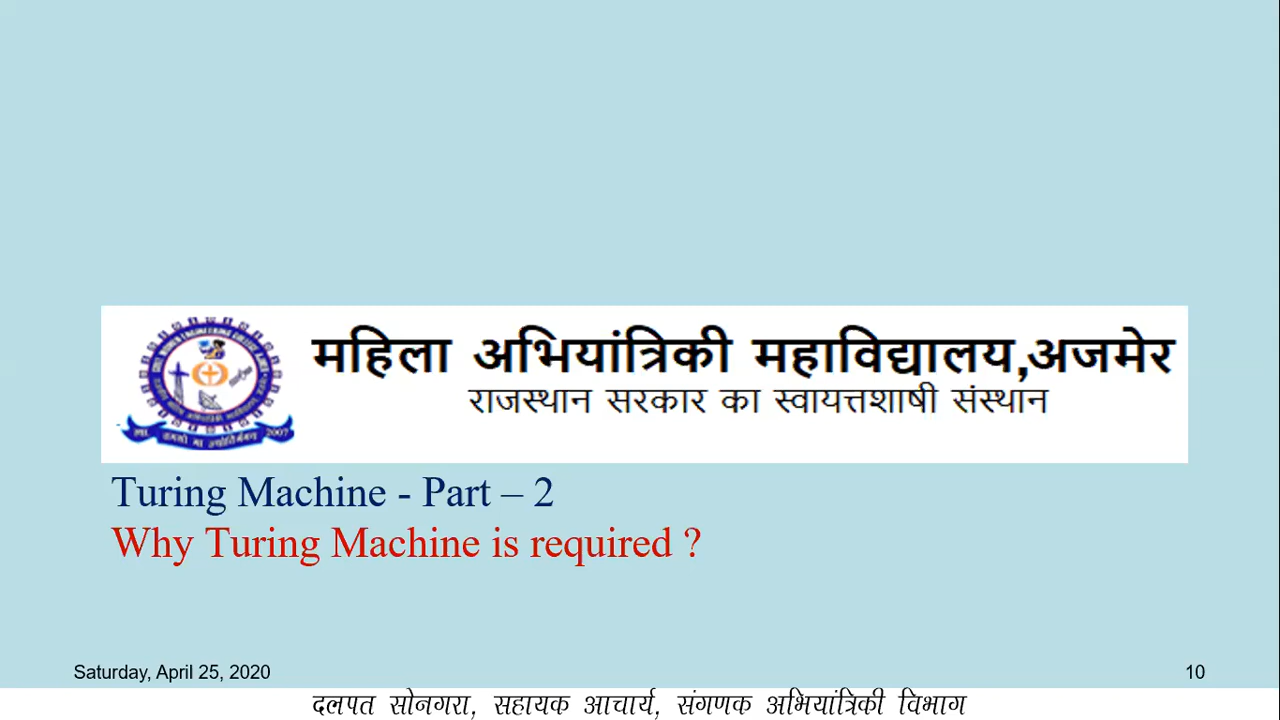 महिला अभियांत्रिकी महाविद्यालय,अजमेर
राजस्थान सरकार का स्वायत्तशाषी संस्थान
2007
Turing Machine - Part – 2
Why Turing Machine is required ?
Saturday, April 25, 2020
10
दलपत सोनगरा, सहायक आचार्य, संगणक अभियांत्रिकी विभाग